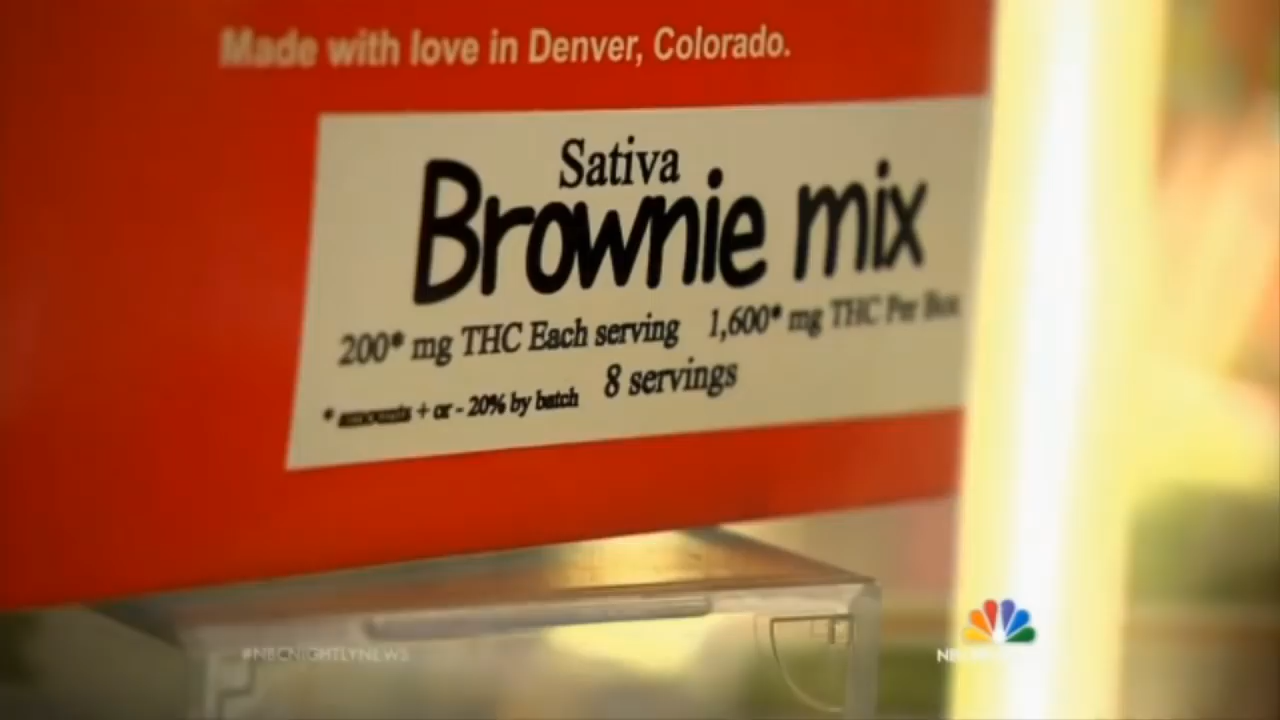 Made with love in Denver, Colorado.
Sativa
Brownie mix
200* mg THC Each serving 1,600* mg THC Per Box
8 servings
* amounts + or - 20% by batch
#NBCNIGHTLYNEWS